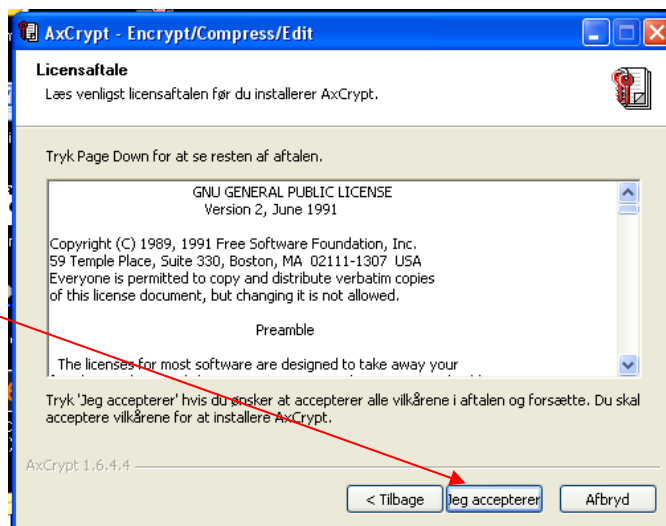 AxCrypt - Encrypt/Compress/Edit
Licensaftale
Læs venligst licensaftalen før du installerer AxCrypt.
Tryk Page Down for at se resten af aftalen.
GNU GENERAL PUBLIC LICENSE
Version 2, June 1991
Copyright (C) 1989, 1991 Free Software Foundation, Inc.
59 Temple Place, Suite 330, Boston, MA 02111-1307 USA
Everyone is permitted to copy and distribute verbatim copies
of this license document, but changing it is not allowed.
Preamble
The licenses for most software are designed to take away your
Tryk 'Jeg accepterer' hvis du ønsker at accepterer alle vilkårene i aftalen og forsætte. Du skal
acceptere vilkårene for at installere AxCrypt.
AxCrypt 1.6.4.4
< Tilbage Jeg accepterer Afbryd